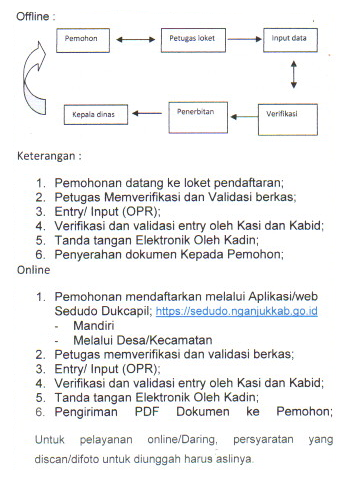 Offline :
Pemohon
Petugas loket
Input data
Kepala dinas
Penerbitan
Verifikasi
Keterangan :
1. Pemohonan datang ke loket pendaftaran;
2. Petugas Memverifikasi dan Validasi berkas;
3. Entry/ Input (OPR);
4. Verifikasi dan validasi entry oleh Kasi dan Kabid;
5. Tanda tangan Elektronik Oleh Kadin;
6. Penyerahan dokumen Kepada Pemohon;
Online
1. Pemohonan mendaftarkan melalui Aplikasi/web
Sedudo Dukcapil; https://sedudo.nganjukkab.go.id
- Mandiri
- Melalui Desa/Kecamatan
2. Petugas memverifikasi dan validasi berkas;
3. Entry/ Input (OPR);
4. Verifikasi dan validasi entry oleh Kasi dan Kabid;
5. Tanda tangan Elektronik Oleh Kadin;
6. Pengiriman PDF Dokumen ke Pemohon;
Untuk pelayanan online/Daring, persyaratan yang
discan/difoto untuk diunggah harus aslinya.